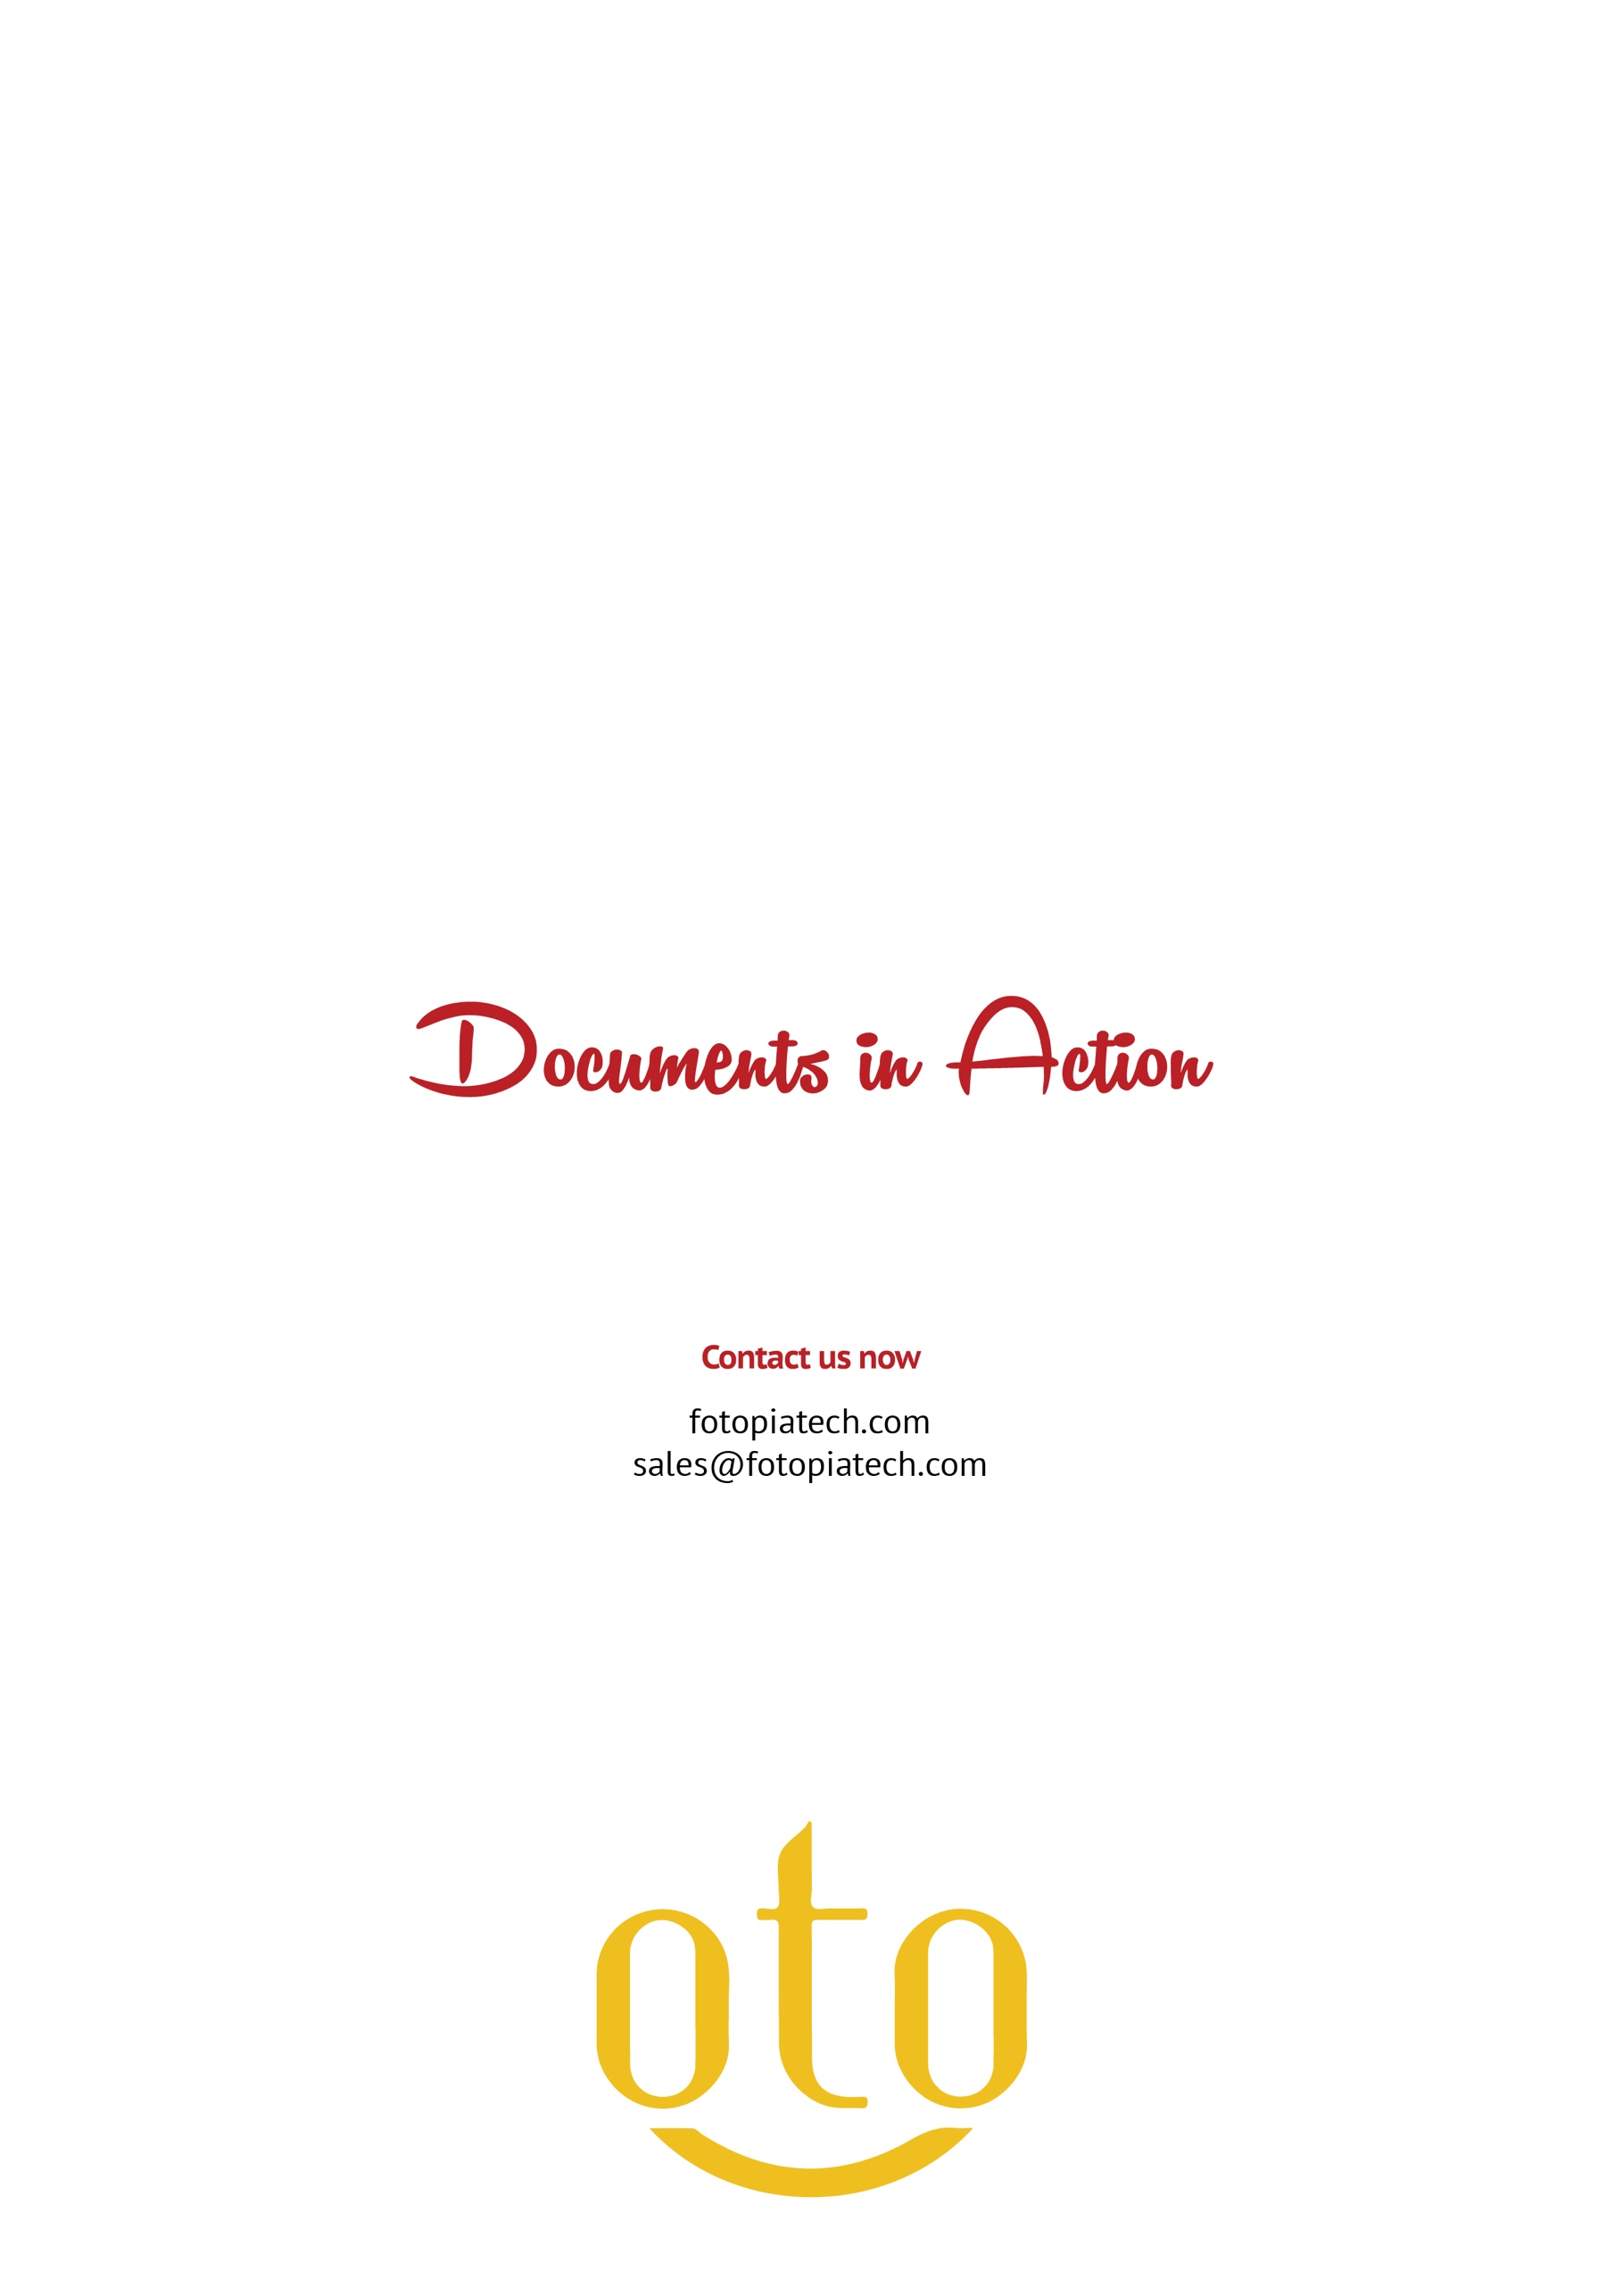 Documents in Action
Contact us now
fotopiatech.com
sales@fotopiatech.com
oto